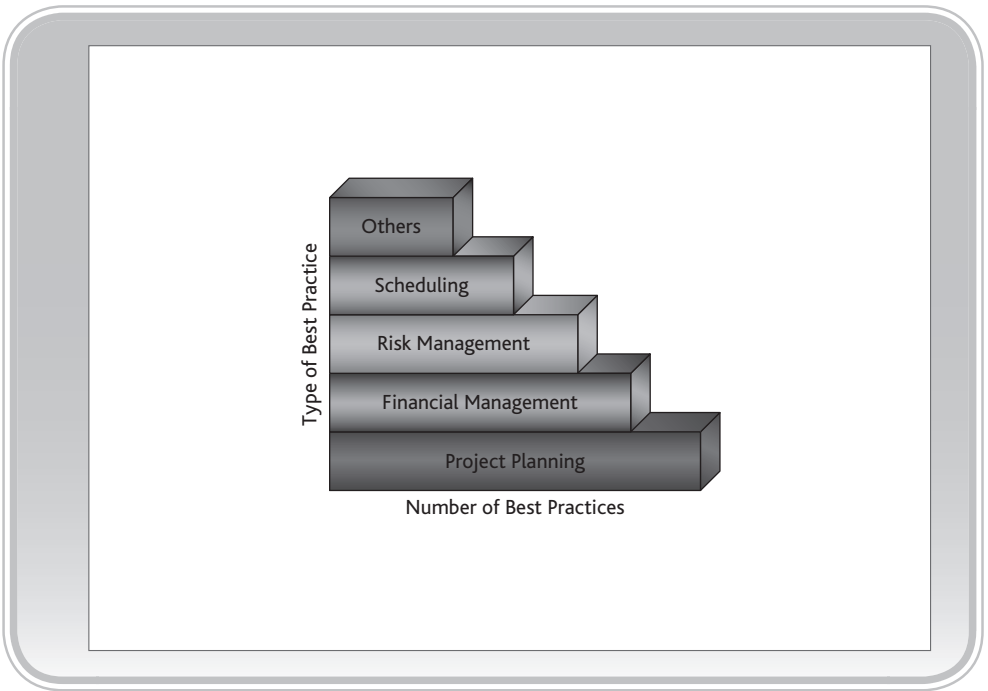 Others
Scheduling
Risk Management
Financial Management
Project Planning
Type of Best Practice
Number of Best Practices